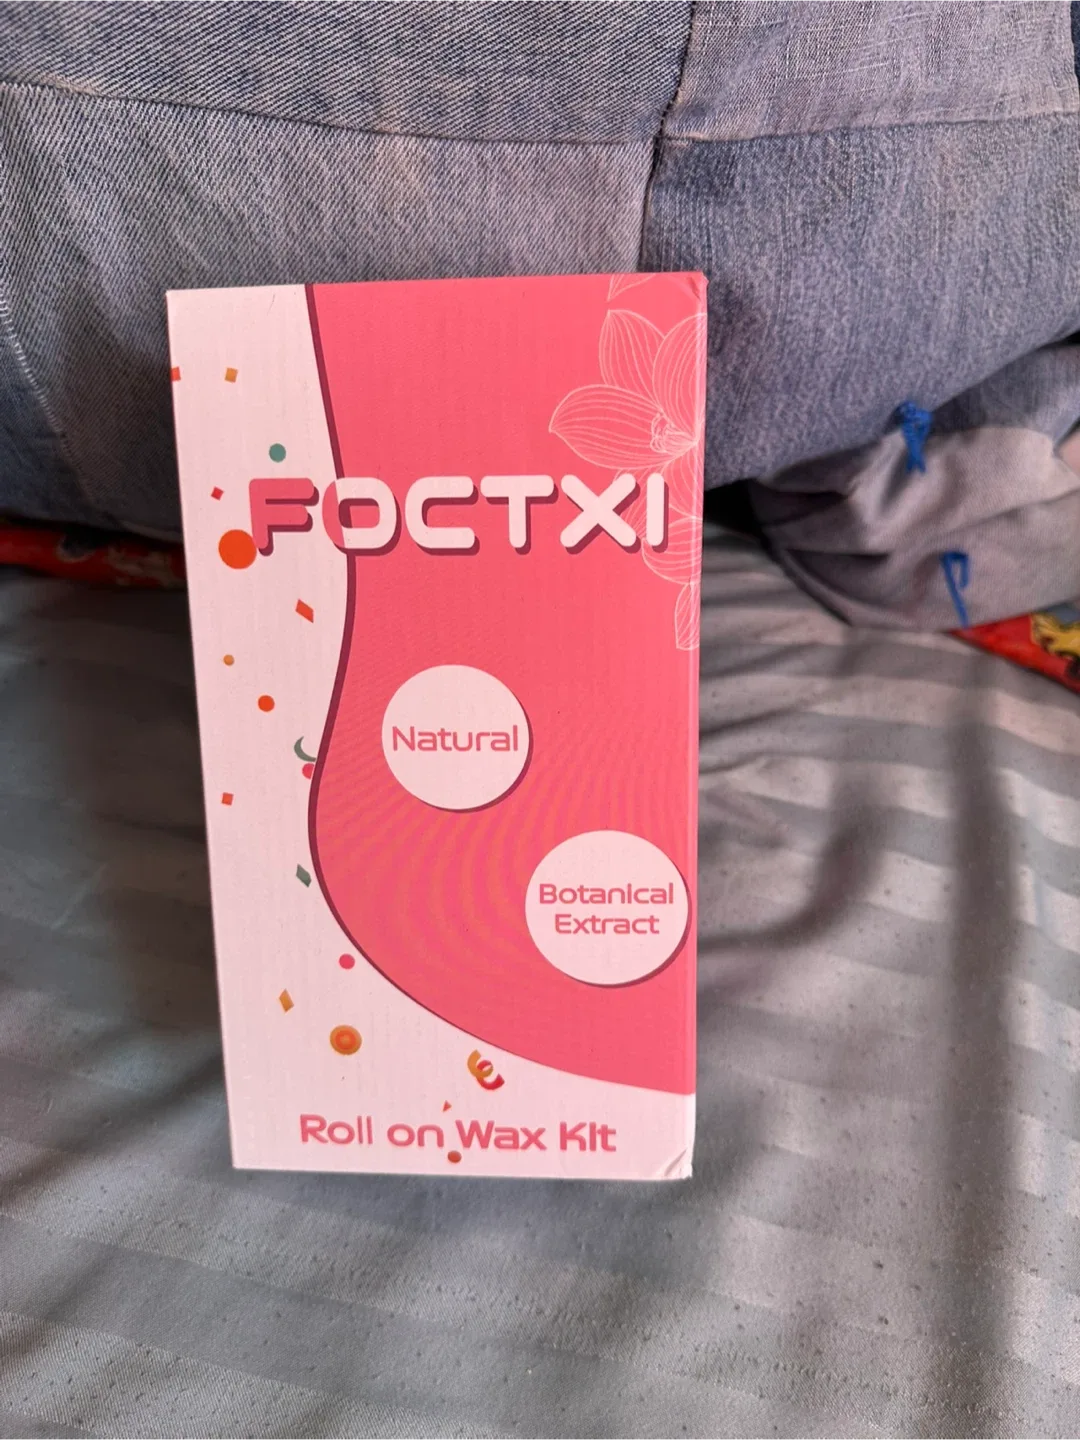 FOCTXI
Natural
Botanical
Extract
Roll on Wax KIt